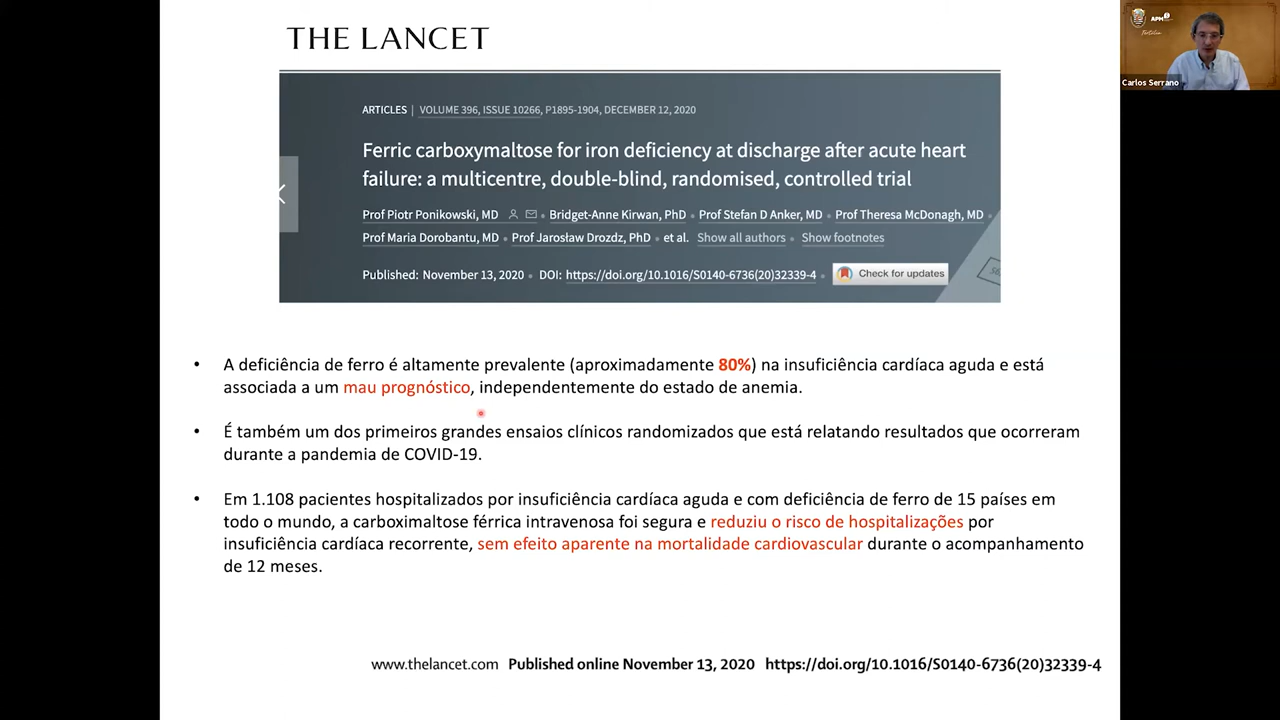 THE LANCET
ARTICLES | VOLUME 396, ISSUE 10266, P1895-1904, DECEMBER 12, 2020
Ferric carboxymaltose for iron deficiency at discharge after acute heart
failure: a multicentre, double-blind, randomised, controlled trial
Prof Piotr Ponikowski, MD • Bridget-Anne Kirwan, PhD • Prof Stefan D Anker, MD • Prof Theresa McDonagh, MD •
Prof Maria Dorobantu, MD • Prof Jarosław Drozdz, PhD • et al. Show all authors • Show footnotes
Published: November 13, 2020 • DOI: https://doi.org/10.1016/S0140-6736(20)32339-4 • Check for updates
• A deficiência de ferro é altamente prevalente (aproximadamente 80%) na insuficiência cardíaca aguda e está
associada a um mau prognóstico, independentemente do estado de anemia.
• É também um dos primeiros grandes ensaios clínicos randomizados que está relatando resultados que ocorreram
durante a pandemia de COVID-19.
• Em 1.108 pacientes hospitalizados por insuficiência cardíaca aguda e com deficiência de ferro de 15 países em
todo o mundo, a carboximaltose férrica intravenosa foi segura e reduziu o risco de hospitalizações por
insuficiência cardíaca recorrente, sem efeito aparente na mortalidade cardiovascular durante o acompanhamento
de 12 meses.
www.thelancet.com Published online November 13, 2020 https://doi.org/10.1016/S0140-6736(20)32339-4
APM
Carlos Serrano